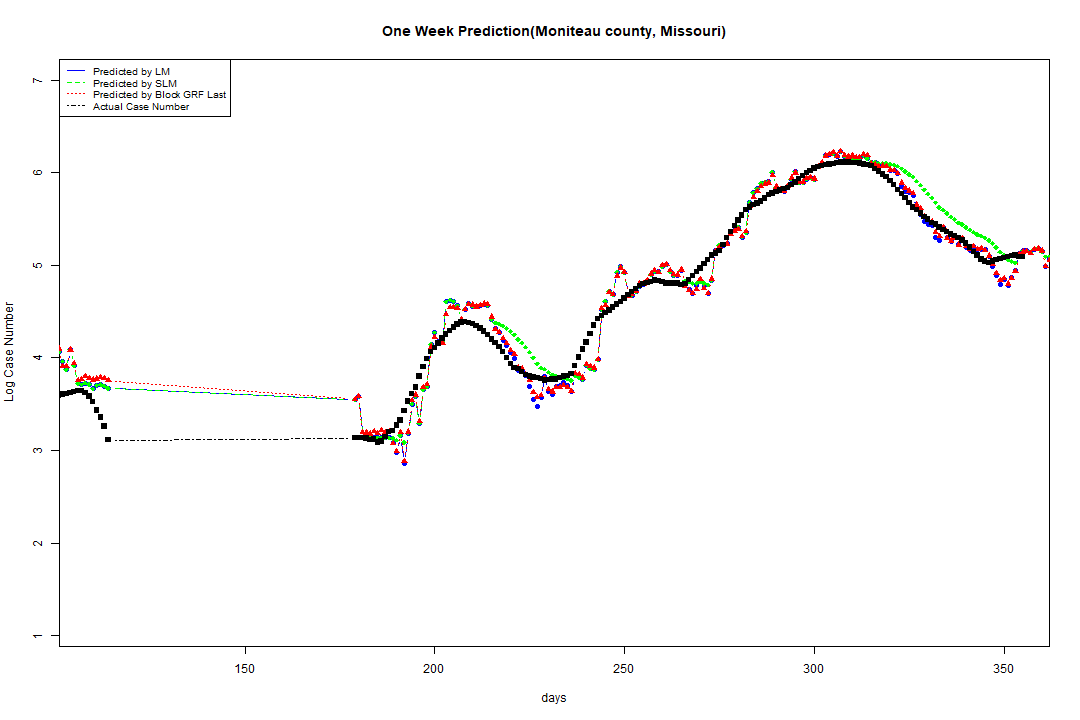 One Week Prediction(Moniteau county, Missouri)
Predicted by LM
Predicted by SLM
Predicted by Block GRF Last
Actual Case Number
7
6
5
4
3
2
1
Log Case Number
150
200
250
300
350
days